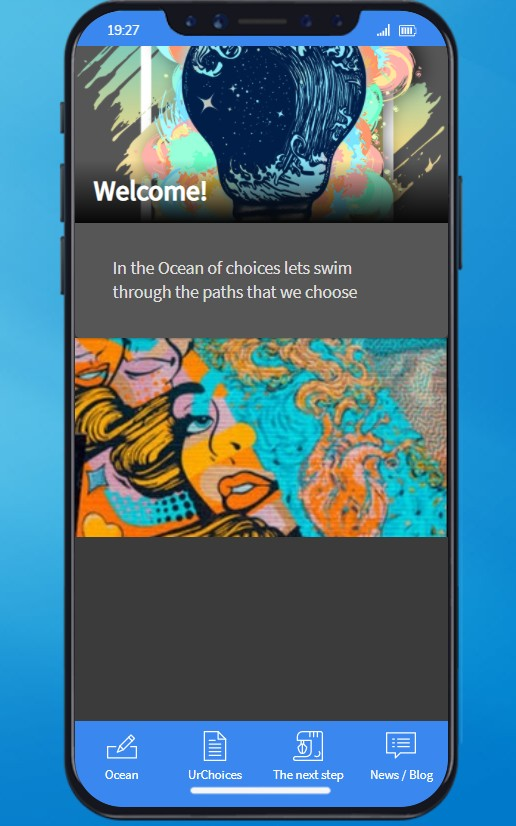 19:27
Welcome!
In the Ocean of choices lets swim
through the paths that we choose
Ocean
UrChoices
The next step
News / Blog